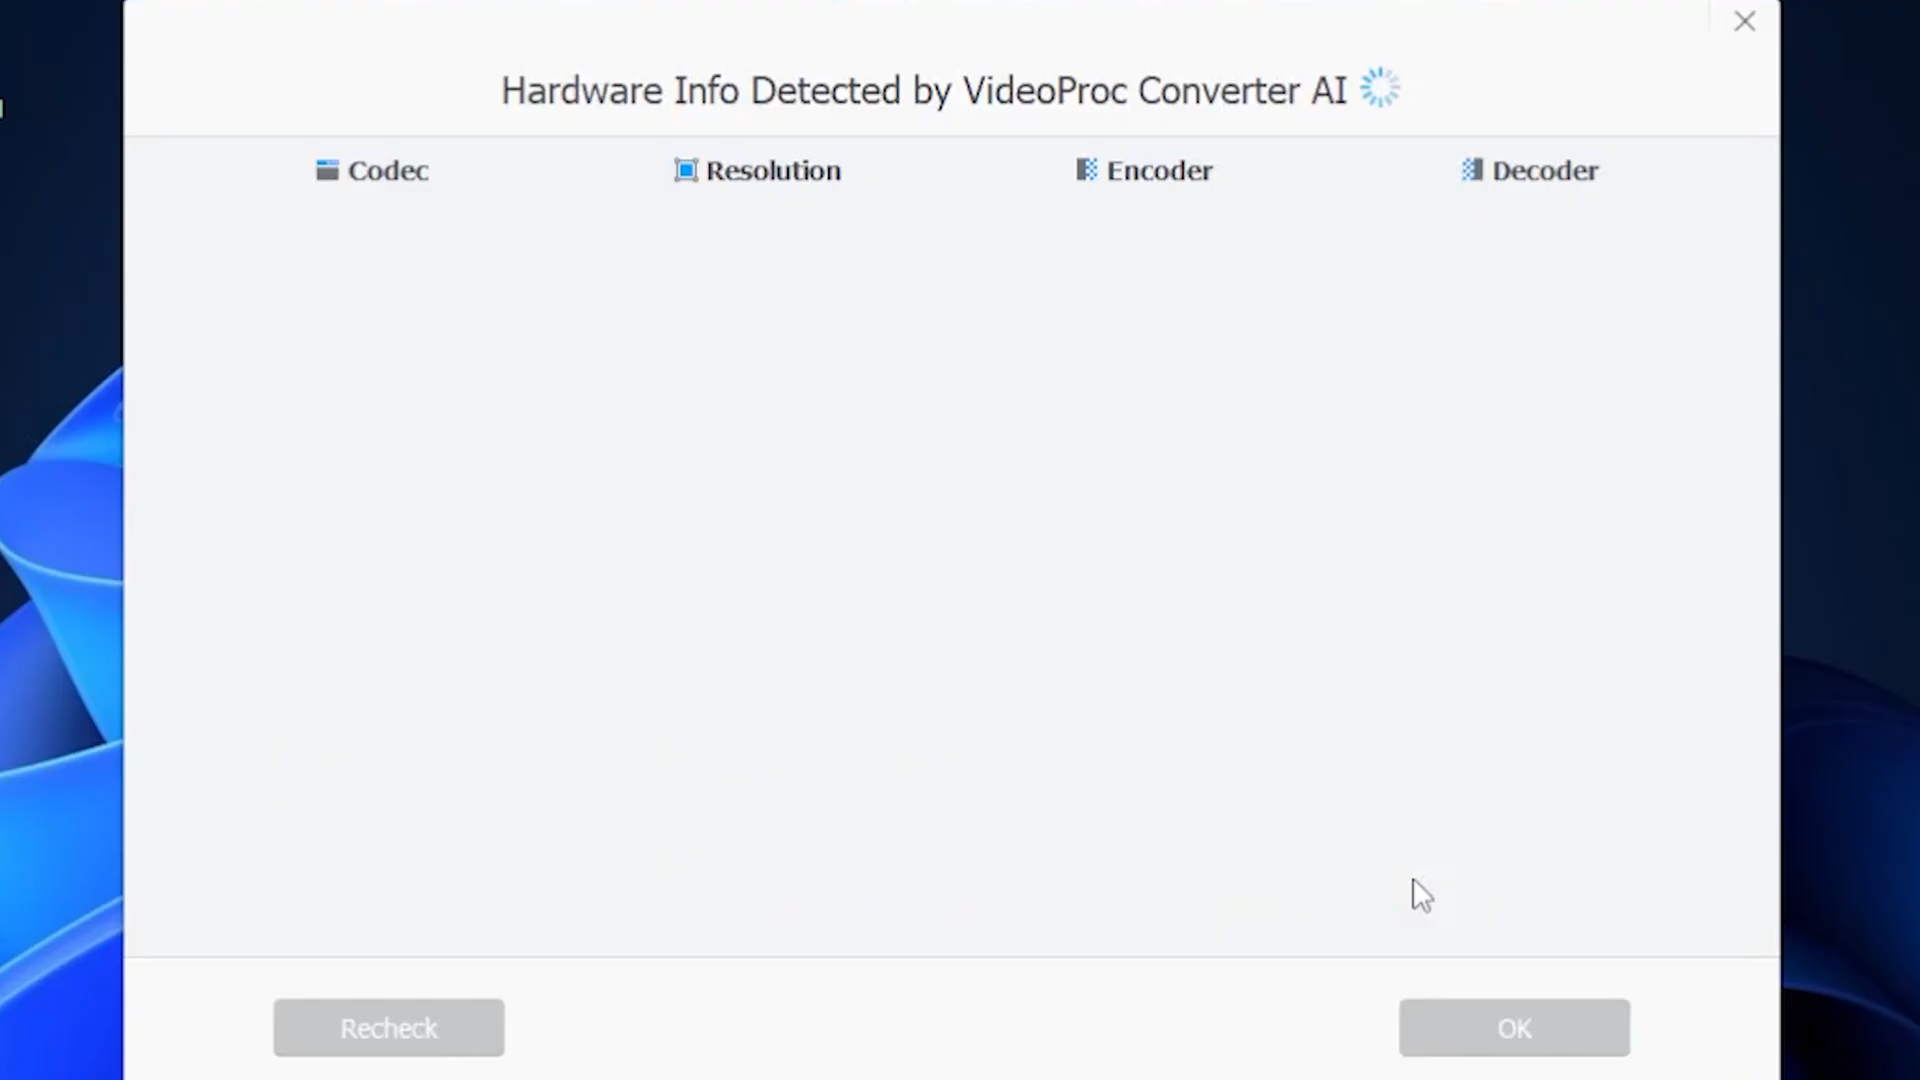 Hardware Info Detected by VideoProc Converter AI
Codec Resolution Encoder Decoder
Recheck OK